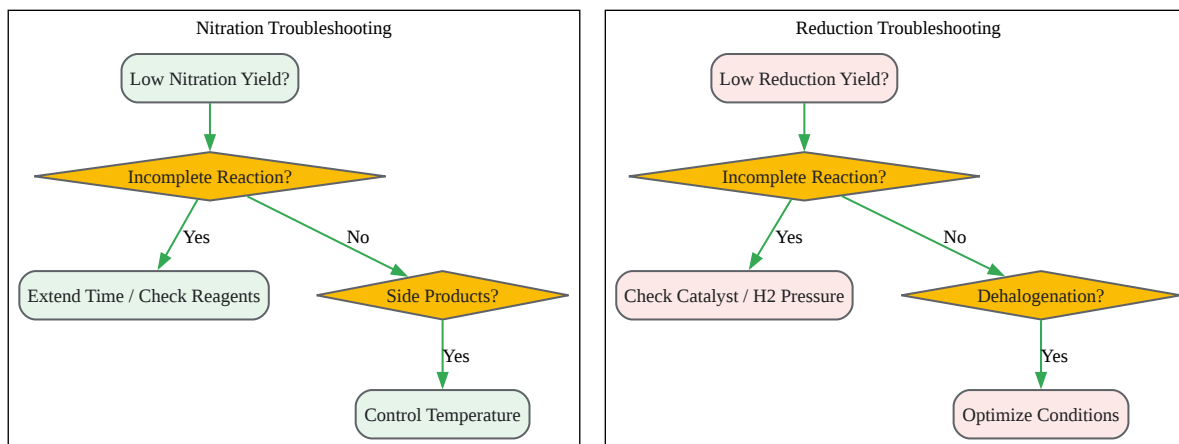 Nitration Troubleshooting
Low Nitration Yield?
Incomplete Reaction?
Yes
No
Extend Time / Check Reagents
Side Products?
Yes
Control Temperature
Reduction Troubleshooting
Low Reduction Yield?
Incomplete Reaction?
Yes
No
Check Catalyst / H2 Pressure
Dehalogenation?
Yes
Optimize Conditions